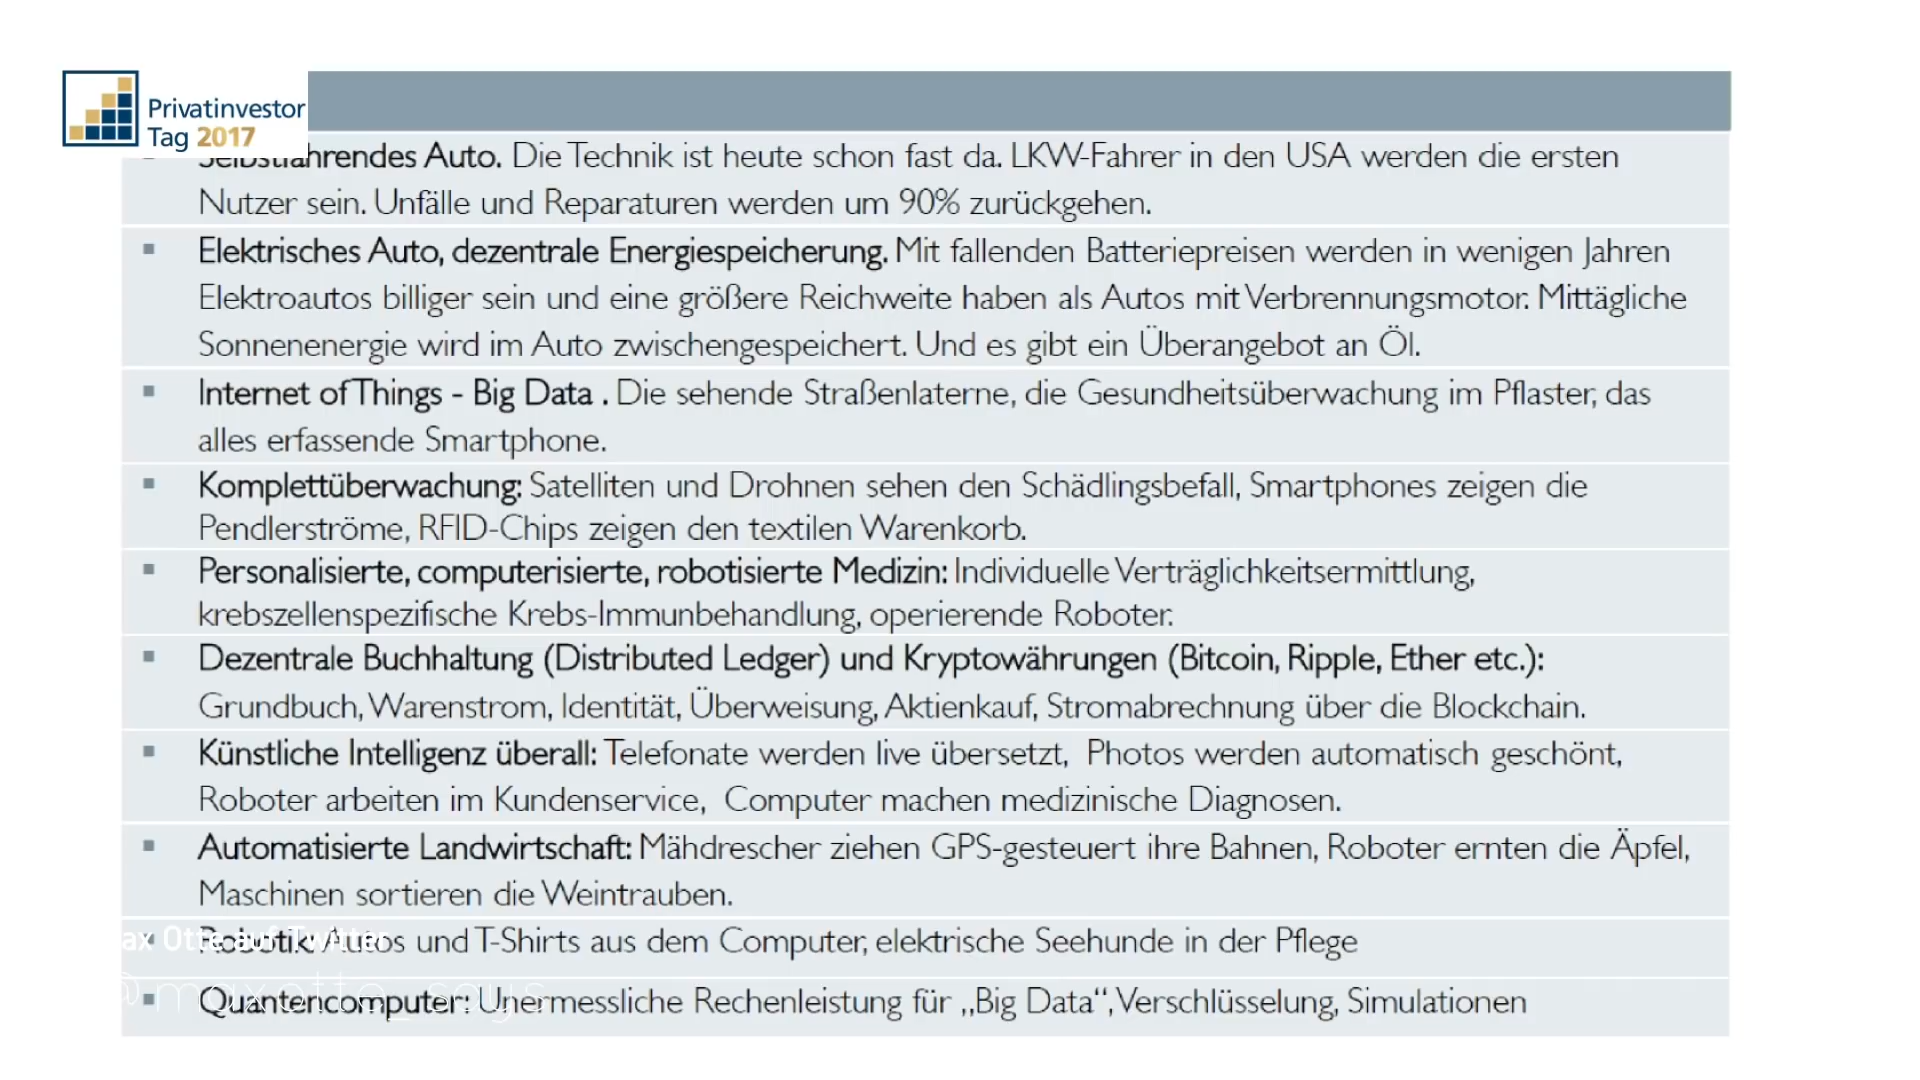 Privatinvestor
Tag 2017
Selbstfahrendes Auto. Die Technik ist heute schon fast da. LKW-Fahrer in den USA werden die ersten
Nutzer sein. Unfälle und Reparaturen werden um 90% zurückgehen.
Elektrisches Auto, dezentrale Energiespeicherung. Mit fallenden Batteriepreisen werden in wenigen Jahren
Elektroautos billiger sein und eine größere Reichweite haben als Autos mit Verbrennungsmotor. Mittägliche
Sonnenenergie wird im Auto zwischengespeichert. Und es gibt ein Überangebot an Öl.
Internet of Things - Big Data . Die sehende Straßenlaterne, die Gesundheitsüberwachung im Pflaster, das
alles erfassende Smartphone.
Komplettüberwachung: Satelliten und Drohnen sehen den Schädlingsbefall, Smartphones zeigen die
Pendlerströme, RFID-Chips zeigen den textilen Warenkorb.
Personalisierte, computerisierte, robotisierte Medizin: Individuelle Verträglichkeitsermittlung,
krebszellenspezifische Krebs-Immunbehandlung, operierende Roboter.
Dezentrale Buchhaltung (Distributed Ledger) und Kryptowährungen (Bitcoin, Ripple, Ether etc.):
Grundbuch, Warenstrom, Identität, Überweisung, Aktienkauf, Stromabrechnung über die Blockchain.
Künstliche Intelligenz überall: Telefonate werden live übersetzt, Photos werden automatisch geschönt,
Roboter arbeiten im Kundenservice, Computer machen medizinische Diagnosen.
Automatisierte Landwirtschaft: Mähdrescher ziehen GPS-gesteuert ihre Bahnen, Roboter ernten die Äpfel,
Maschinen sortieren die Weintrauben.
Robotik: Autos und T-Shirts aus dem Computer, elektrische Seehunde in der Pflege
ax Otte auf Twitter
@maxotte_says
Quantencomputer: Unermessliche Rechenleistung für „Big Data“, Verschlüsselung, Simulationen